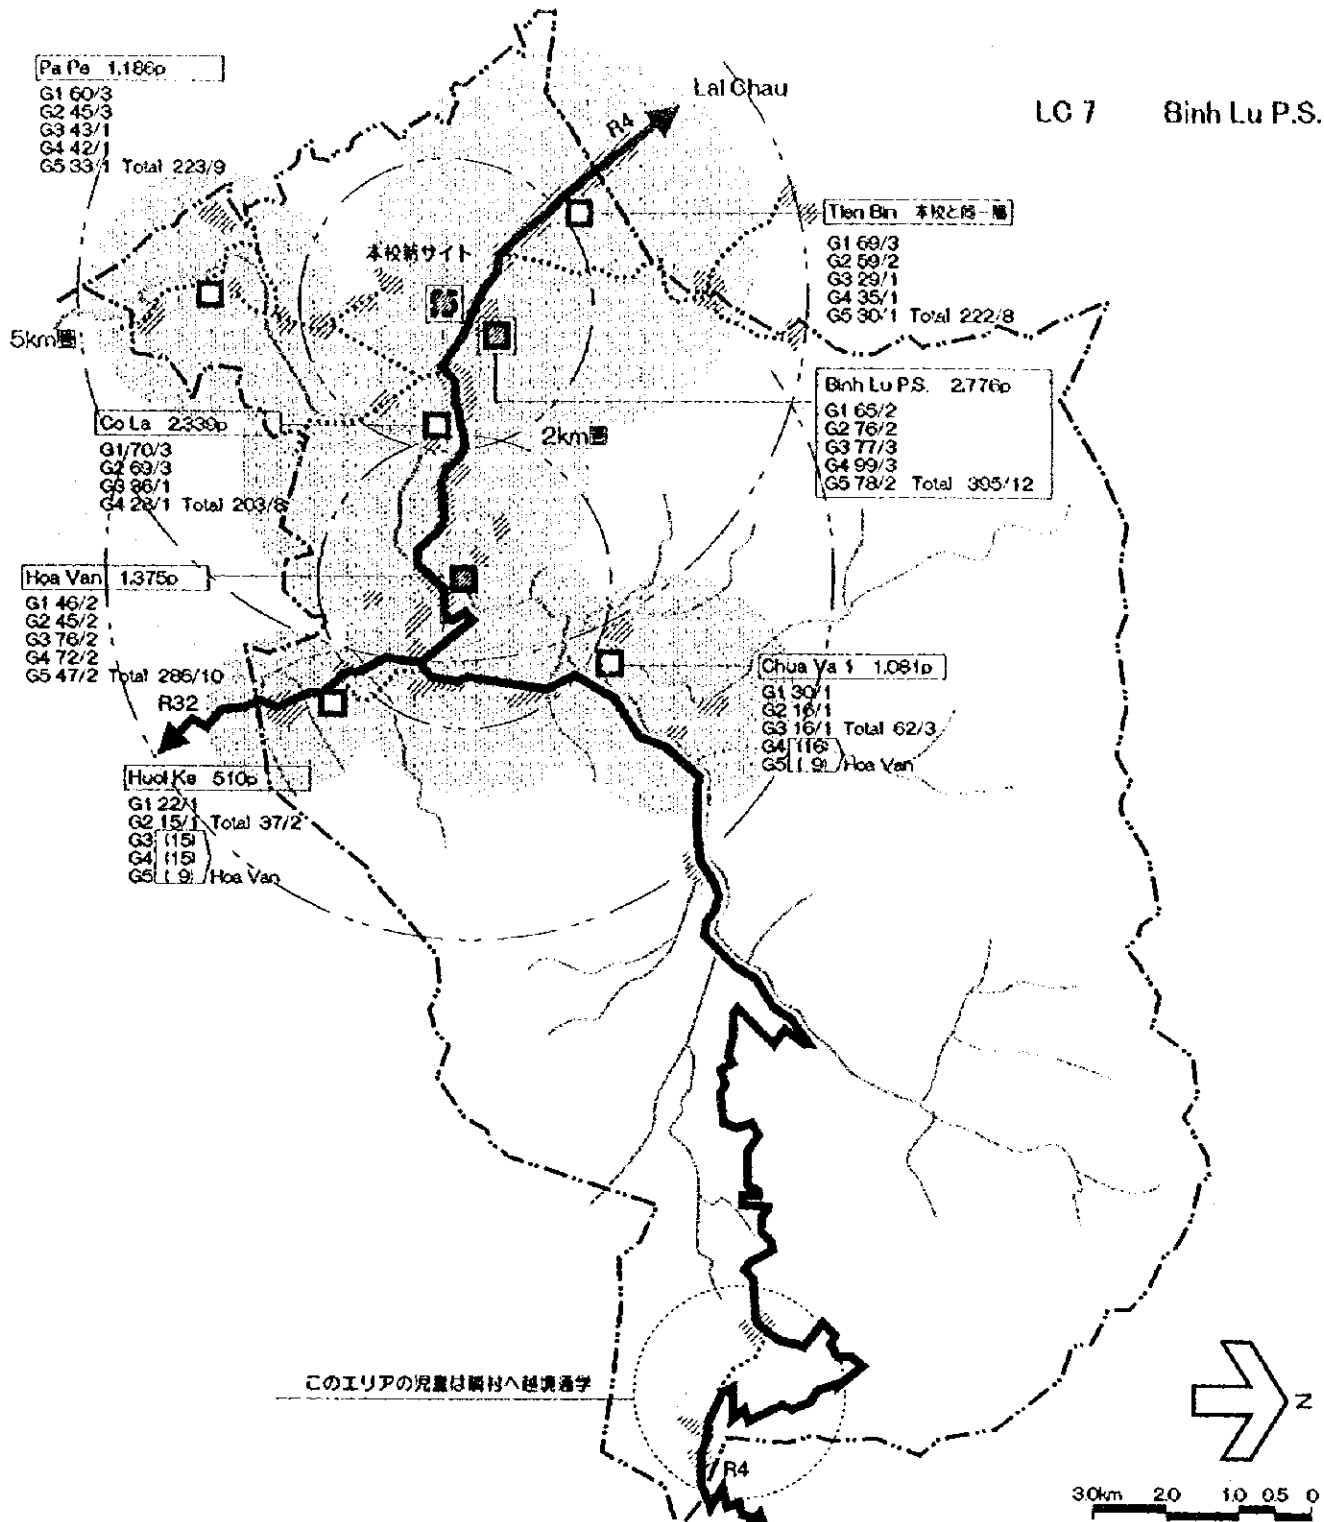 LC 7 Binh Lu P.S.
Pa Pe 1,186p
G1 60/3
G2 45/3
G3 43/1
G4 42/1
G5 33/1 Total 223/9
Lai Chau
R4
Tien Bin 本校と同一
G1 69/3
G2 59/2
G3 29/1
G4 35/1
G5 30/1 Total 222/8
本校新サイト
5km圏
Binh Lu P.S. 2,776p
G1 65/2
G2 76/2
G3 77/3
G4 99/3
G5 78/2 Total 395/12
Co La 2,339p
G1 70/3
G2 69/3
G3 36/1
G4 28/1 Total 203/8
2km圏
Hoa Van 1,375p
G1 46/2
G2 45/2
G3 76/2
G4 72/2
G5 47/2 Total 286/10
R32
Chua Va 1 1,081p
G1 30/1
G2 16/1
G3 16/1 Total 62/3
G4 (16)
G5 ( 9) Hoa Van
Huoi Ke 510p
G1 22/1
G2 15/1 Total 37/2
G3 (15)
G4 (15)
G5 ( 9) Hoa Van
このエリアの児童は隣村へ越境通学
R4
N
3.0km 2.0 1.0 0.5 0